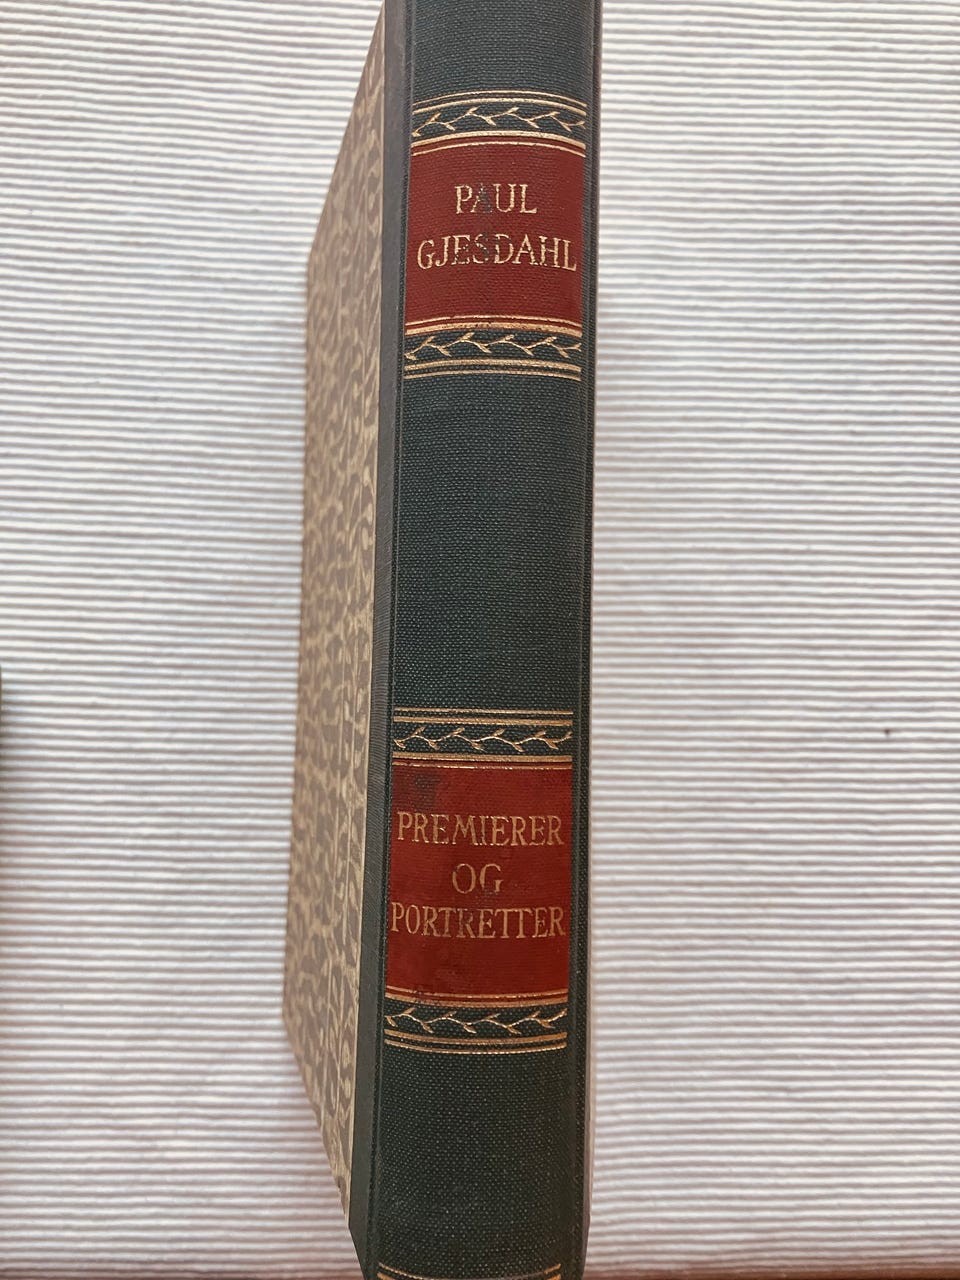 PAUL
GJESDAHL
PREMIERER
OG
PORTRETTER